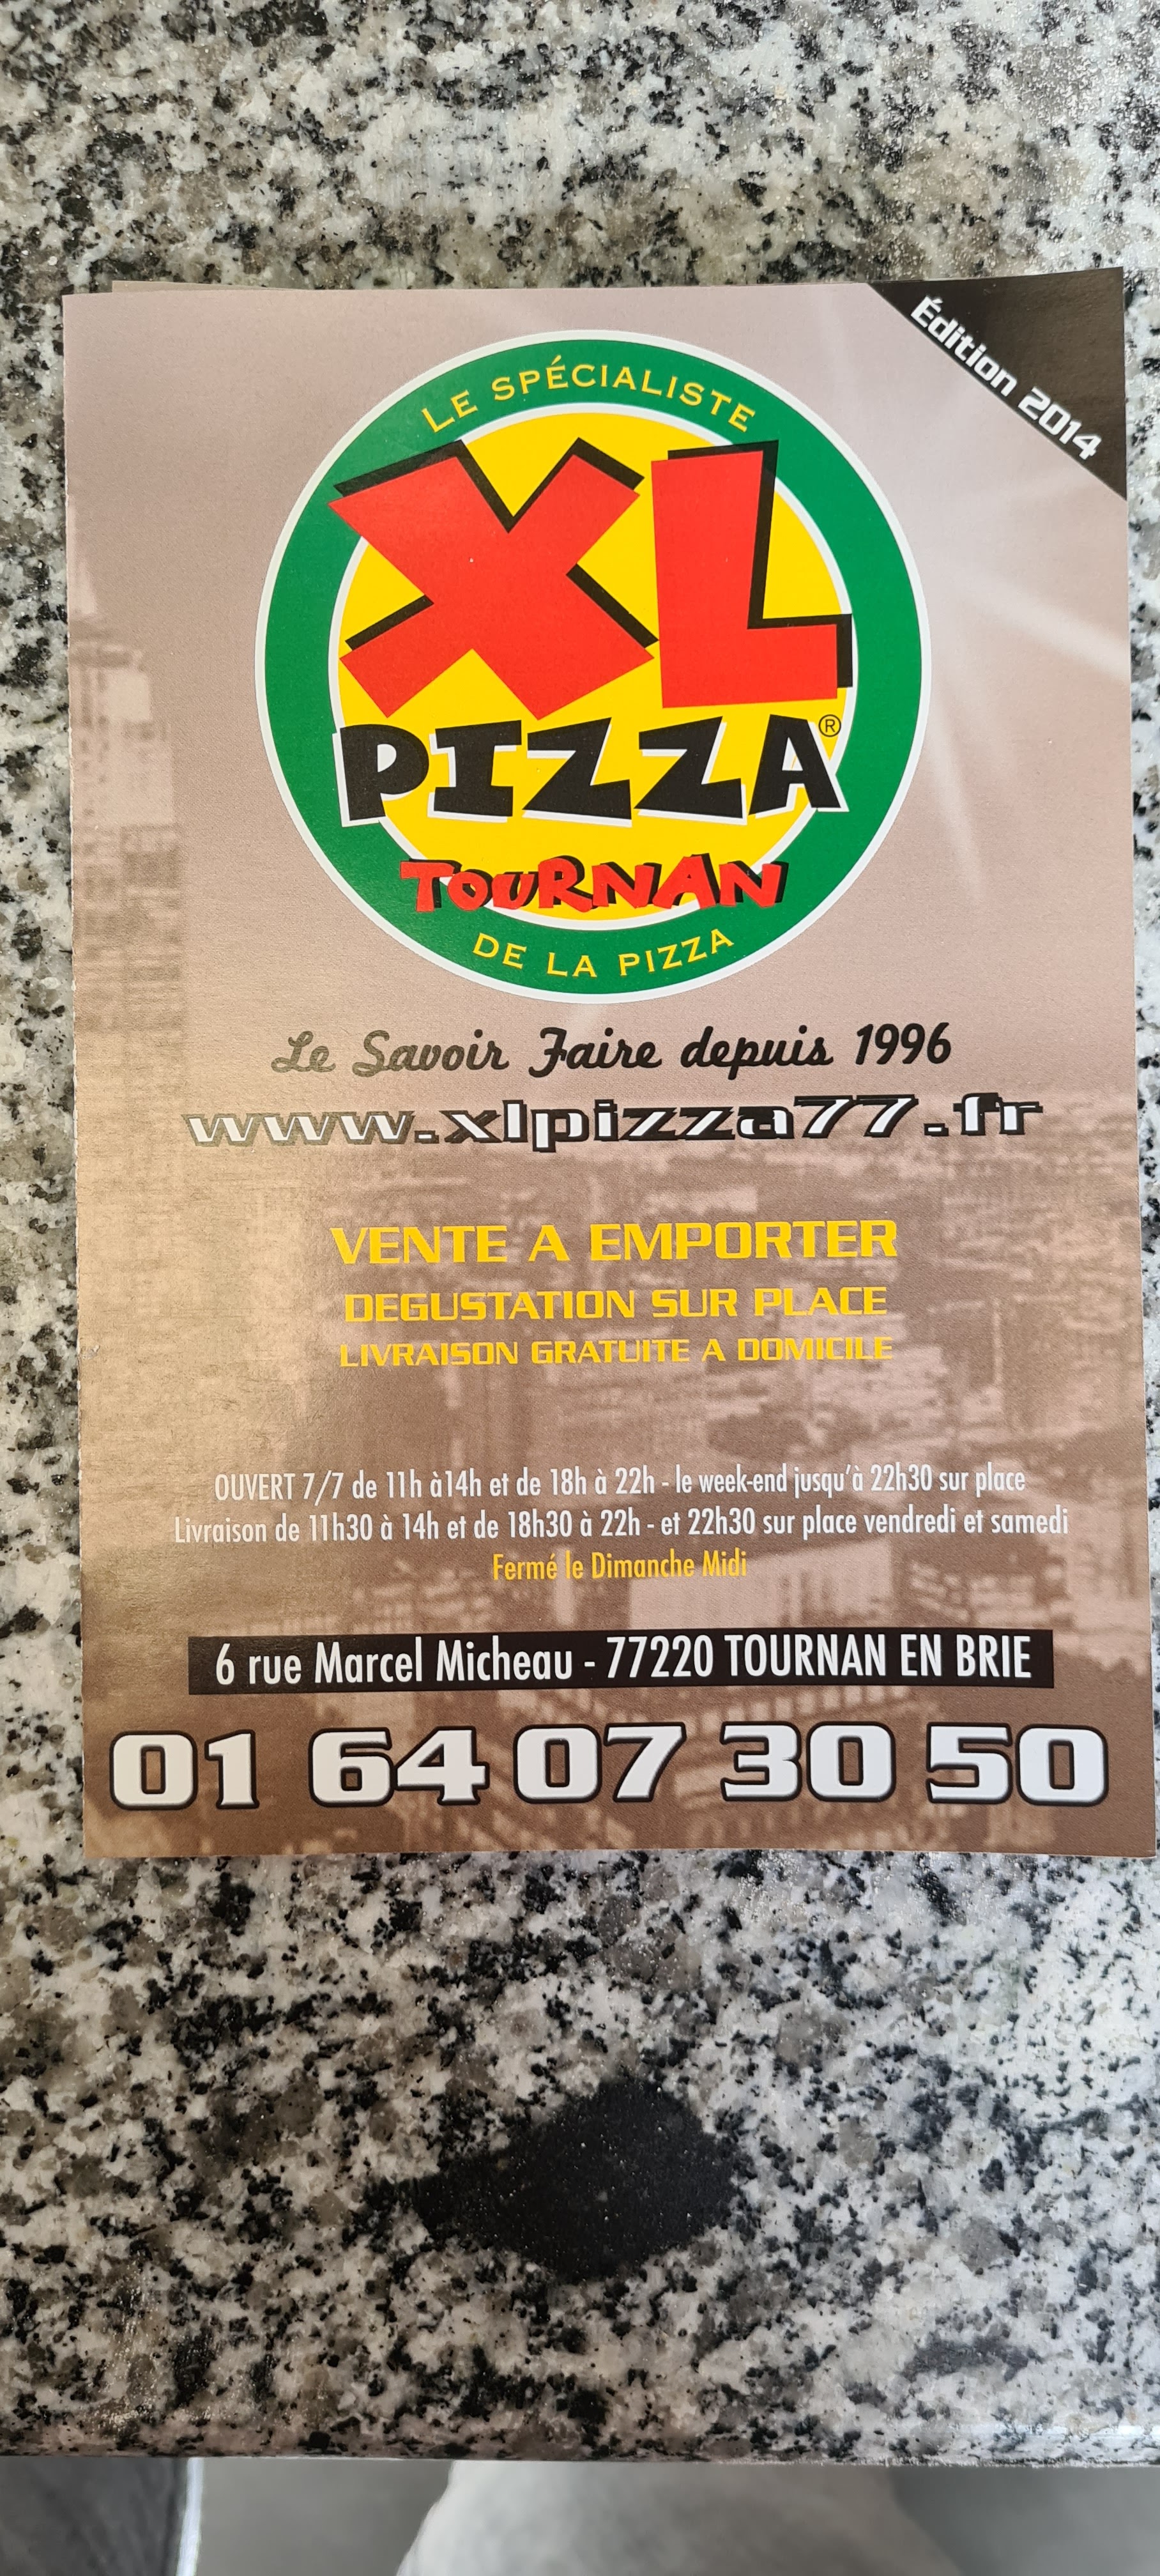 Édition 2014
LE SPÉCIALISTE
XL
PIZZA®
TOURNAN
DE LA PIZZA
Le Savoir Faire depuis 1996
www.xlpizza77.fr
VENTE A EMPORTER
DEGUSTATION SUR PLACE
LIVRAISON GRATUITE A DOMICILE
OUVERT 7/7 de 11h à14h et de 18h à 22h - le week-end jusqu'à 22h30 sur place
Livraison de 11h30 à 14h et de 18h30 à 22h - et 22h30 sur place vendredi et samedi
Fermé le Dimanche Midi
6 rue Marcel Micheau - 77220 TOURNAN EN BRIE
01 64 07 30 50